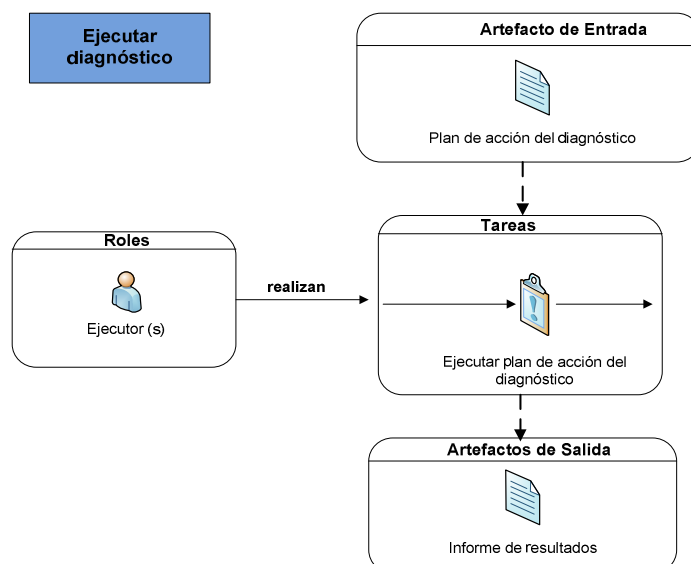 Ejecutar
diagnóstico
Artefacto de Entrada
Plan de acción del diagnóstico
Roles
Ejecutor (s)
realizan
Tareas
Ejecutar plan de acción del
diagnóstico
Artefactos de Salida
Informe de resultados